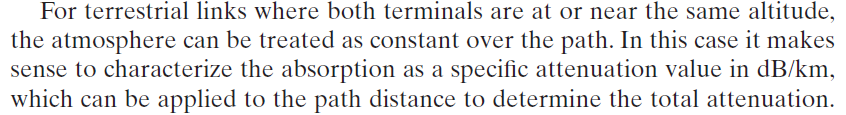 For terrestrial links where both terminals are at or near the same altitude,
the atmosphere can be treated as constant over the path. In this case it makes
sense to characterize the absorption as a specific attenuation value in dB/km,
which can be applied to the path distance to determine the total attenuation.